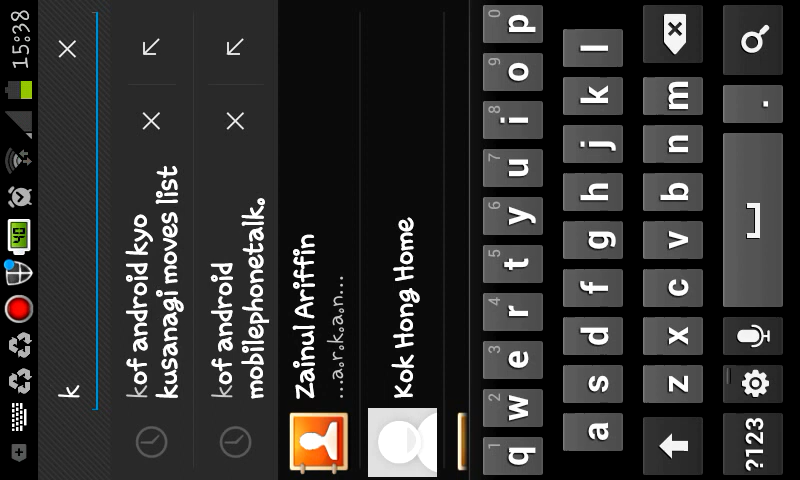 15:38
40
k
kof android kyo
kusanagi moves list
kof android
mobilephonetalk.
Zainul Ariffin
...a.r.k.a.n...
Kok Hong Home
1 2 3 4 5 6 7 8 9 0
q w e r t y u i o p
a s d f g h j k l
z x c v b n m
?123 .